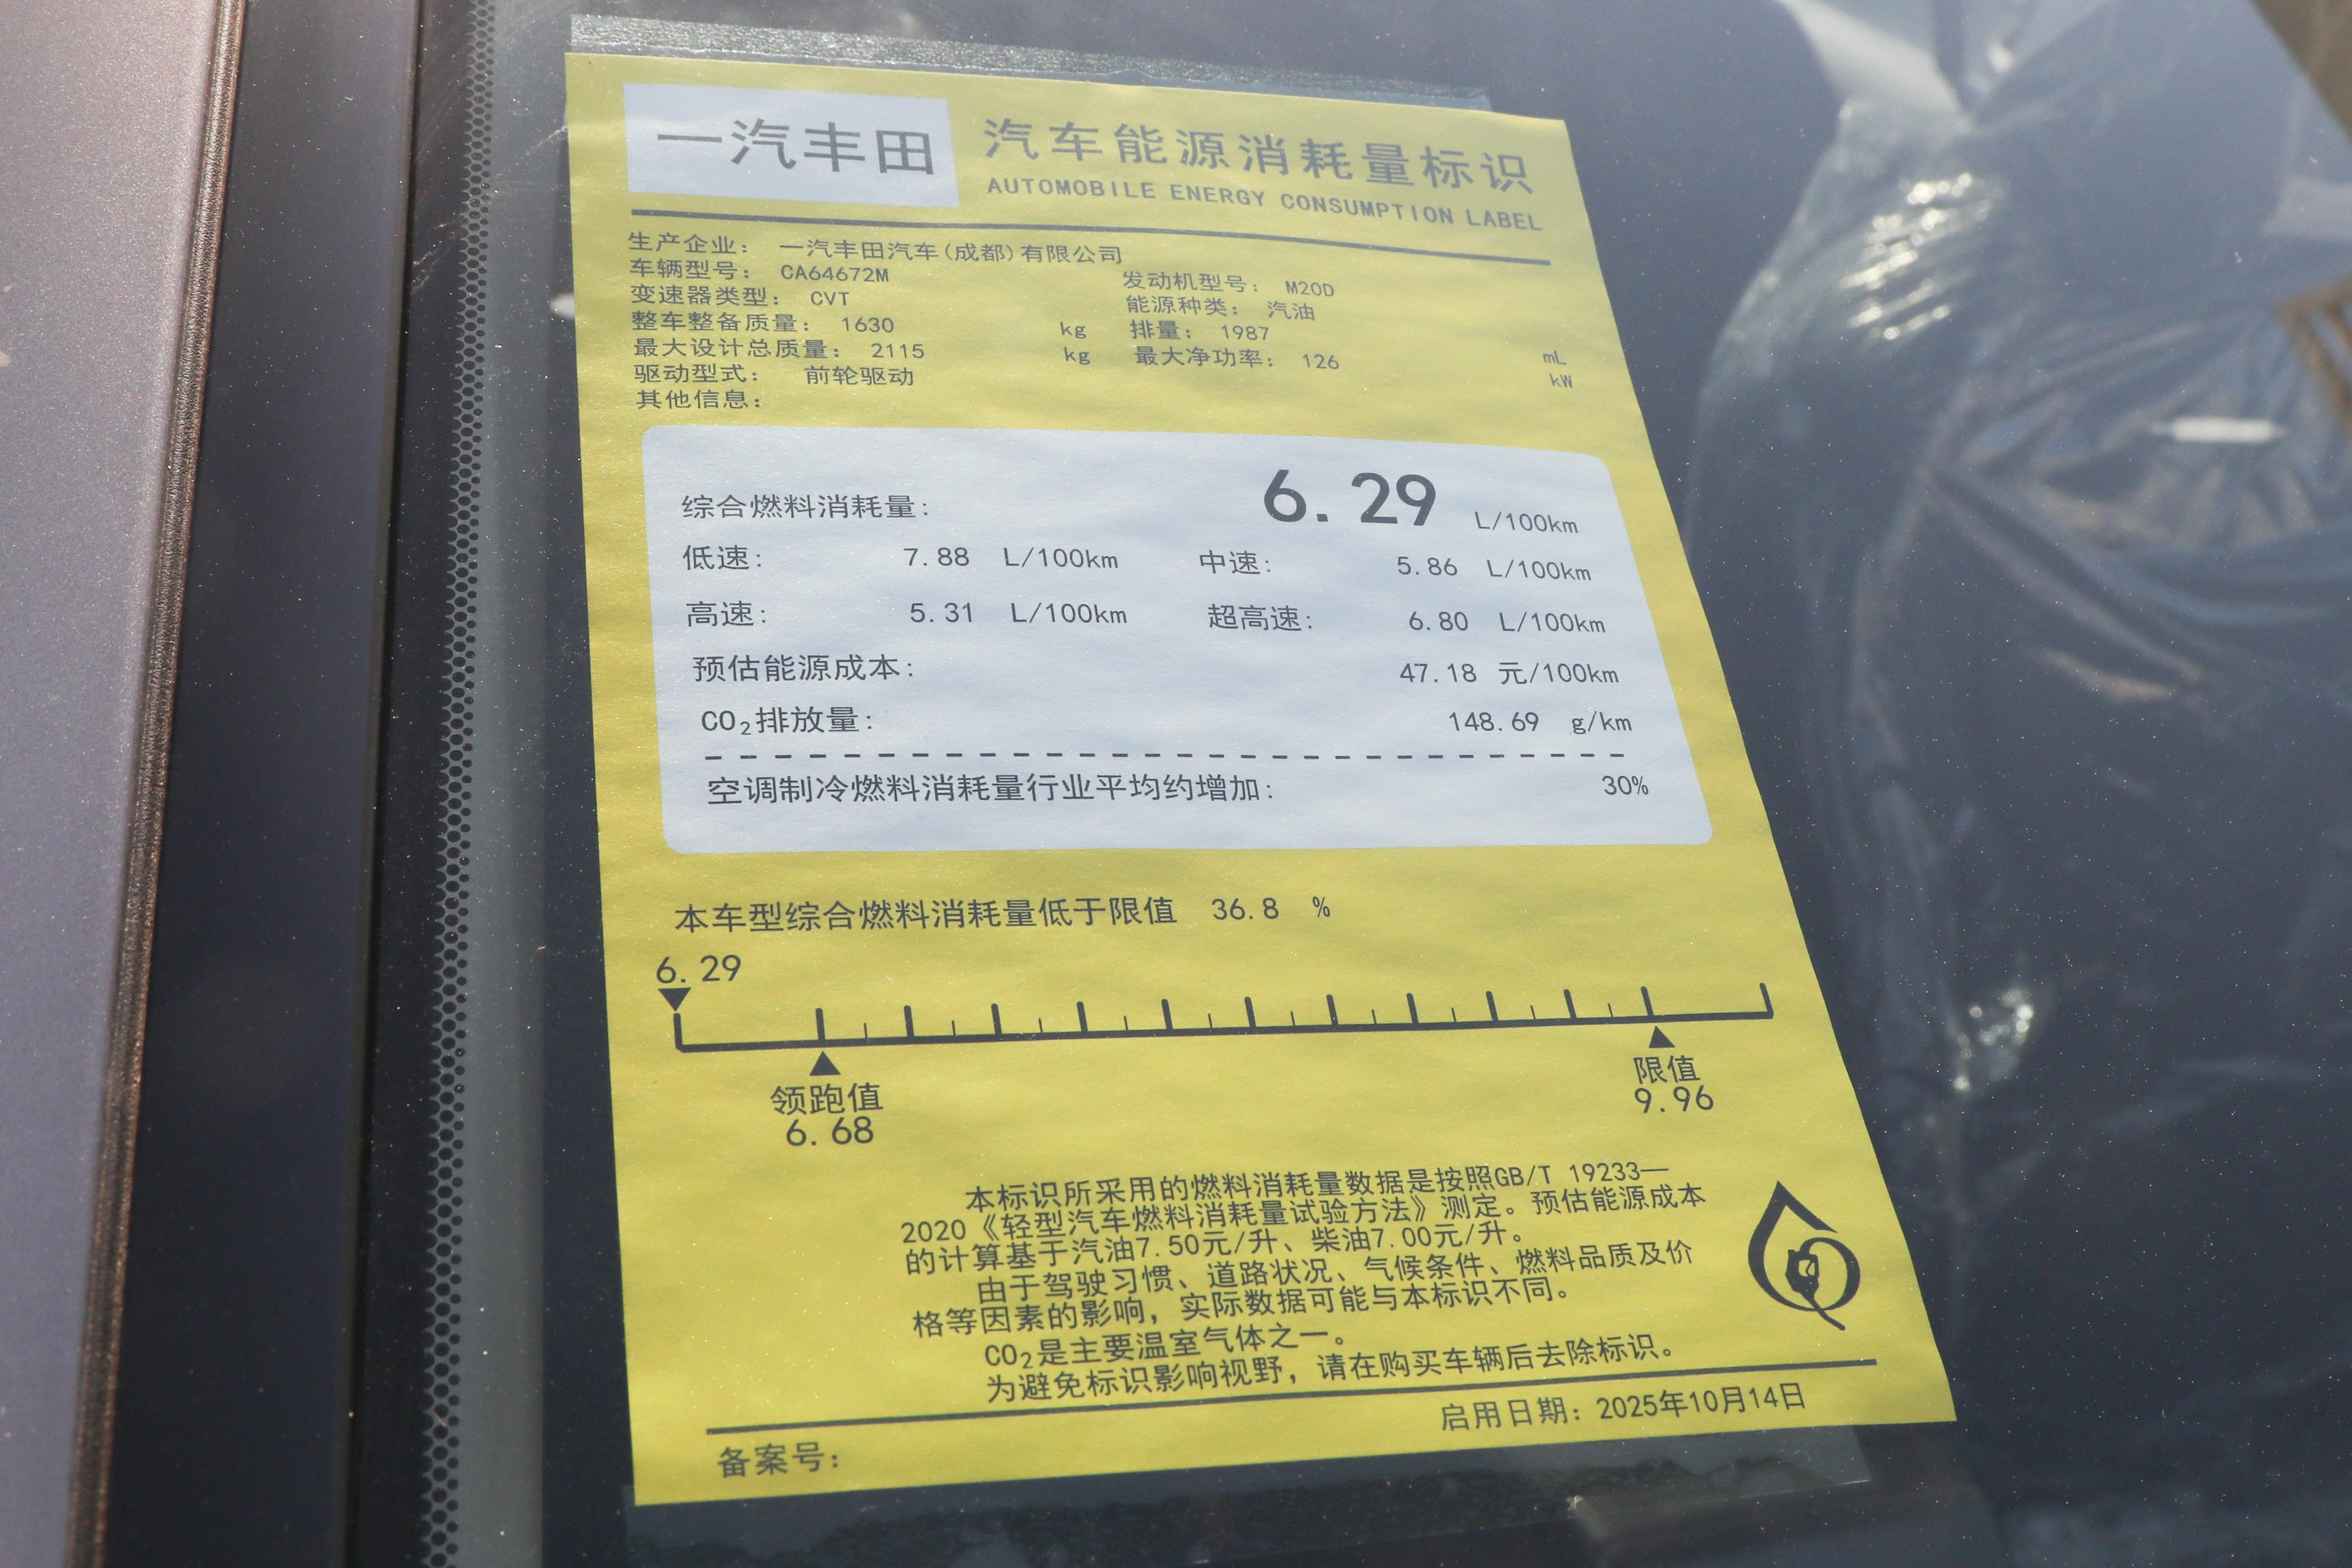 一汽丰田
汽车能源消耗量标识
AUTOMOBILE ENERGY CONSUMPTION LABEL
生产企业： 一汽丰田汽车(成都)有限公司
车辆型号： CA64672M 发动机型号： M20D
变速器类型： CVT 能源种类： 汽油
整车整备质量： 1630 kg 排量： 1987 mL
最大设计总质量： 2115 kg 最大净功率： 126 kW
驱动型式： 前轮驱动
其他信息：
综合燃料消耗量： 6.29 L/100km
低速： 7.88 L/100km 中速： 5.86 L/100km
高速： 5.31 L/100km 超高速： 6.80 L/100km
预估能源成本： 47.18 元/100km
CO₂排放量： 148.69 g/km
空调制冷燃料消耗量行业平均约增加： 30%
本车型综合燃料消耗量低于限值 36.8 %
6.29
领跑值
6.68
限值
9.96
本标识所采用的燃料消耗量数据是按照GB/T 19233—
2020《轻型汽车燃料消耗量试验方法》测定。预估能源成本
的计算基于汽油7.50元/升、柴油7.00元/升。
由于驾驶习惯、道路状况、气候条件、燃料品质及价
格等因素的影响，实际数据可能与本标识不同。
CO₂是主要温室气体之一。
为避免标识影响视野，请在购买车辆后去除标识。
备案号： 启用日期：2025年10月14日